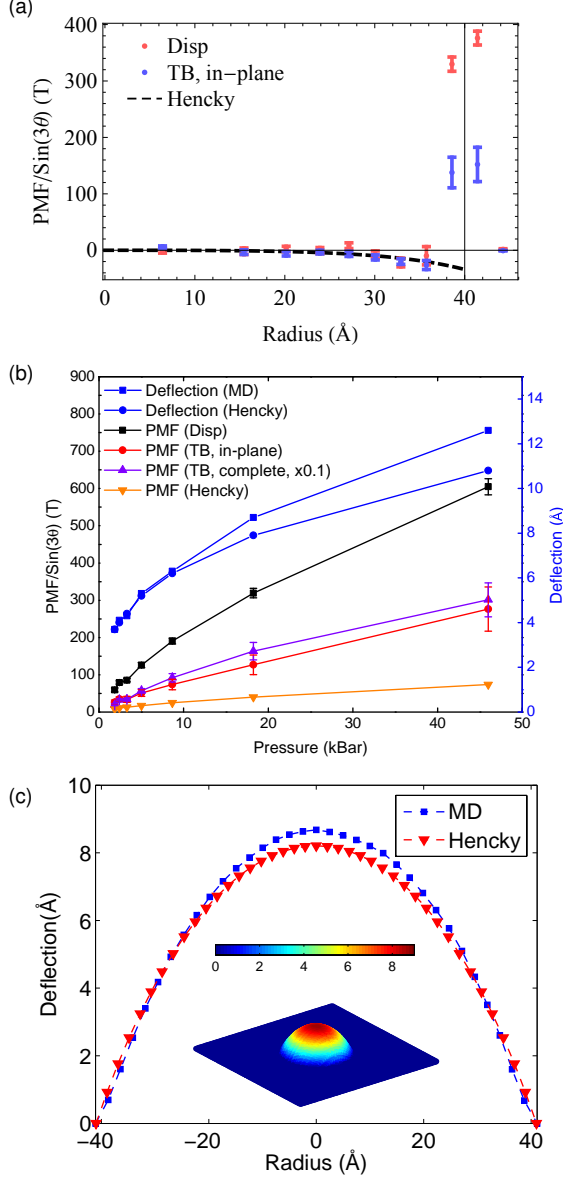 (a)
400
300
200
100
0
PMF/Sin(3θ) (T)
Disp
TB, in−plane
Hencky
0 10 20 30 40
Radius (Å)
(b)
900
800
700
600
500
400
300
200
100
0
PMF/Sin(3θ) (T)
Deflection (MD)
Deflection (Hencky)
PMF (Disp)
PMF (TB, in-plane)
PMF (TB, complete, x0.1)
PMF (Hencky)
14
12
10
8
6
4
2
0
Deflection (Å)
0 10 20 30 40 50
Pressure (kBar)
(c)
10
8
6
4
2
0
Deflection(Å)
MD
Hencky
0 2 4 6 8
−40 −20 0 20 40
Radius (Å)